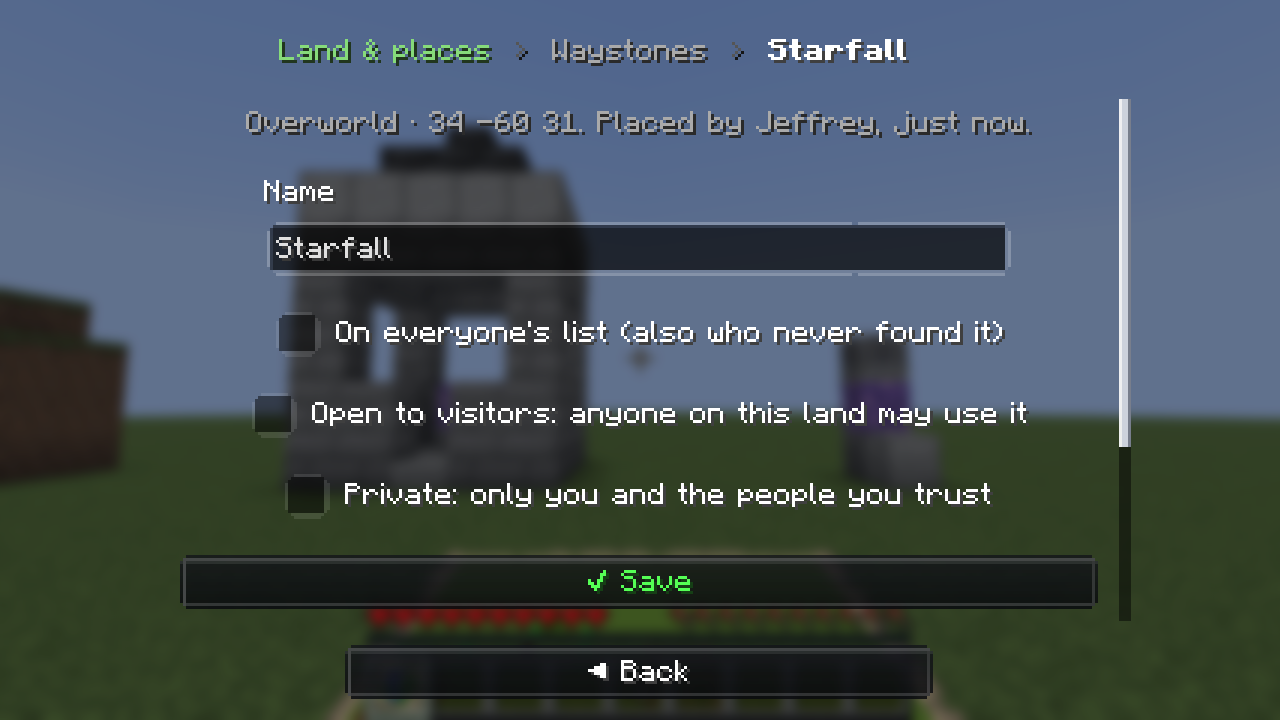 Land & places > Waystones > Starfall
Overworld · 34 -60 31. Placed by Jeffrey, just now.
Name
Starfall
On everyone's list (also who never found it)
Open to visitors: anyone on this land may use it
Private: only you and the people you trust
✓ Save
◄ Back